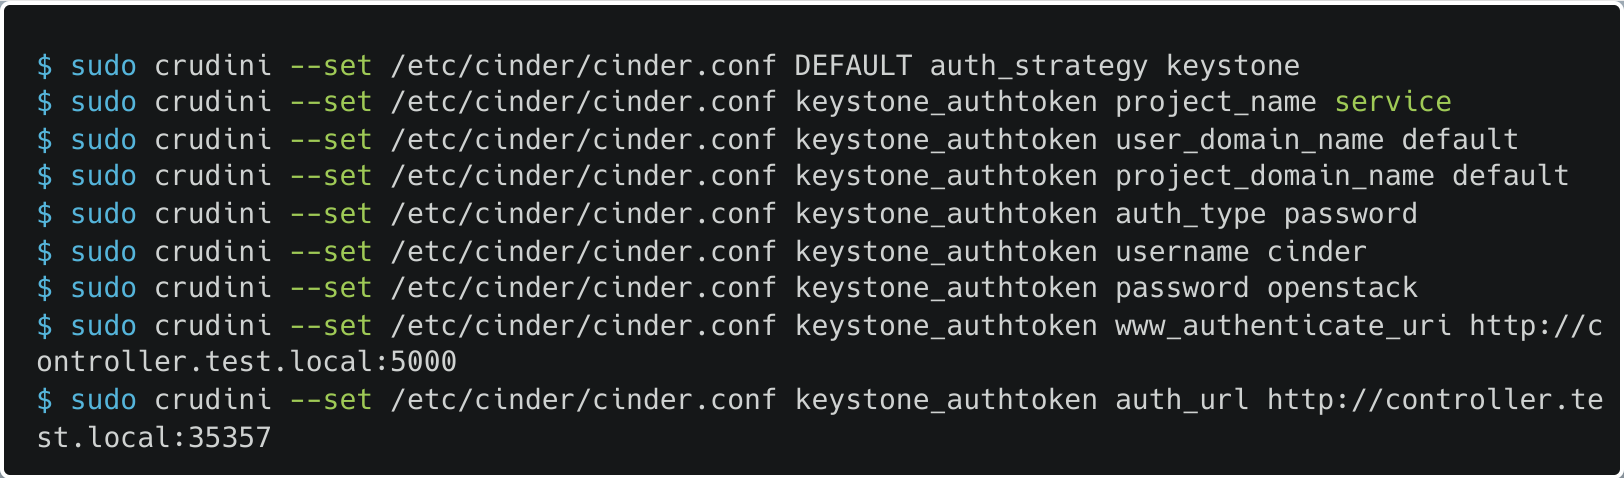 $ sudo crudini --set /etc/cinder/cinder.conf DEFAULT auth_strategy keystone
$ sudo crudini --set /etc/cinder/cinder.conf keystone_authtoken project_name service
$ sudo crudini --set /etc/cinder/cinder.conf keystone_authtoken user_domain_name default
$ sudo crudini --set /etc/cinder/cinder.conf keystone_authtoken project_domain_name default
$ sudo crudini --set /etc/cinder/cinder.conf keystone_authtoken auth_type password
$ sudo crudini --set /etc/cinder/cinder.conf keystone_authtoken username cinder
$ sudo crudini --set /etc/cinder/cinder.conf keystone_authtoken password openstack
$ sudo crudini --set /etc/cinder/cinder.conf keystone_authtoken www_authenticate_uri http://c
ontroller.test.local:5000
$ sudo crudini --set /etc/cinder/cinder.conf keystone_authtoken auth_url http://controller.te
st.local:35357